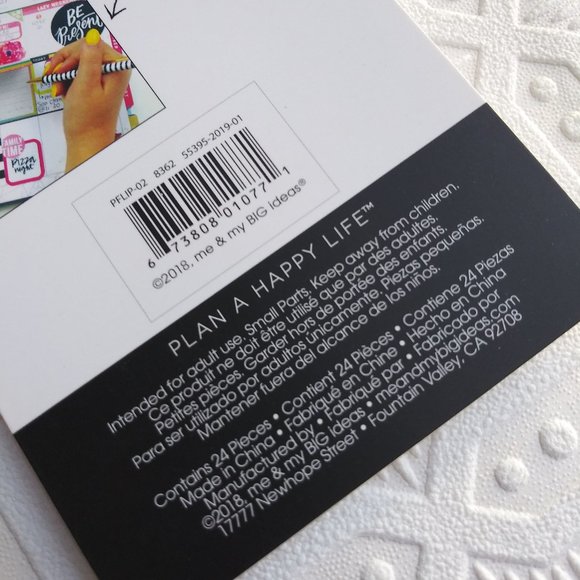 LAZY WEEKEND
BE
Present
FAMILY
TIME
Pizza
night
PFLIP-02 8362 55395-2019-01
6 73808 01077 1
©2018, me & my BIG ideas®
PLAN A HAPPY LIFE™
Intended for adult use. Small Parts. Keep away from children.
Ce produit ne doit être utilisé que par des adultes.
Petites pièces. Garder hors de portée des enfants.
Para ser utilizado por adultos únicamente. Piezas pequeñas.
Mantener fuera del alcance de los niños.
Contains 24 Pieces • Contient 24 Pièces • Contiene 24 Piezas
Made in China • Fabriqué en Chine • Hecho en China
Manufactured by • Fabriqué par • Fabricado por
©2018, me & my BIG ideas • meandmybigideas.com
17777 Newhope Street • Fountain Valley, CA 92708